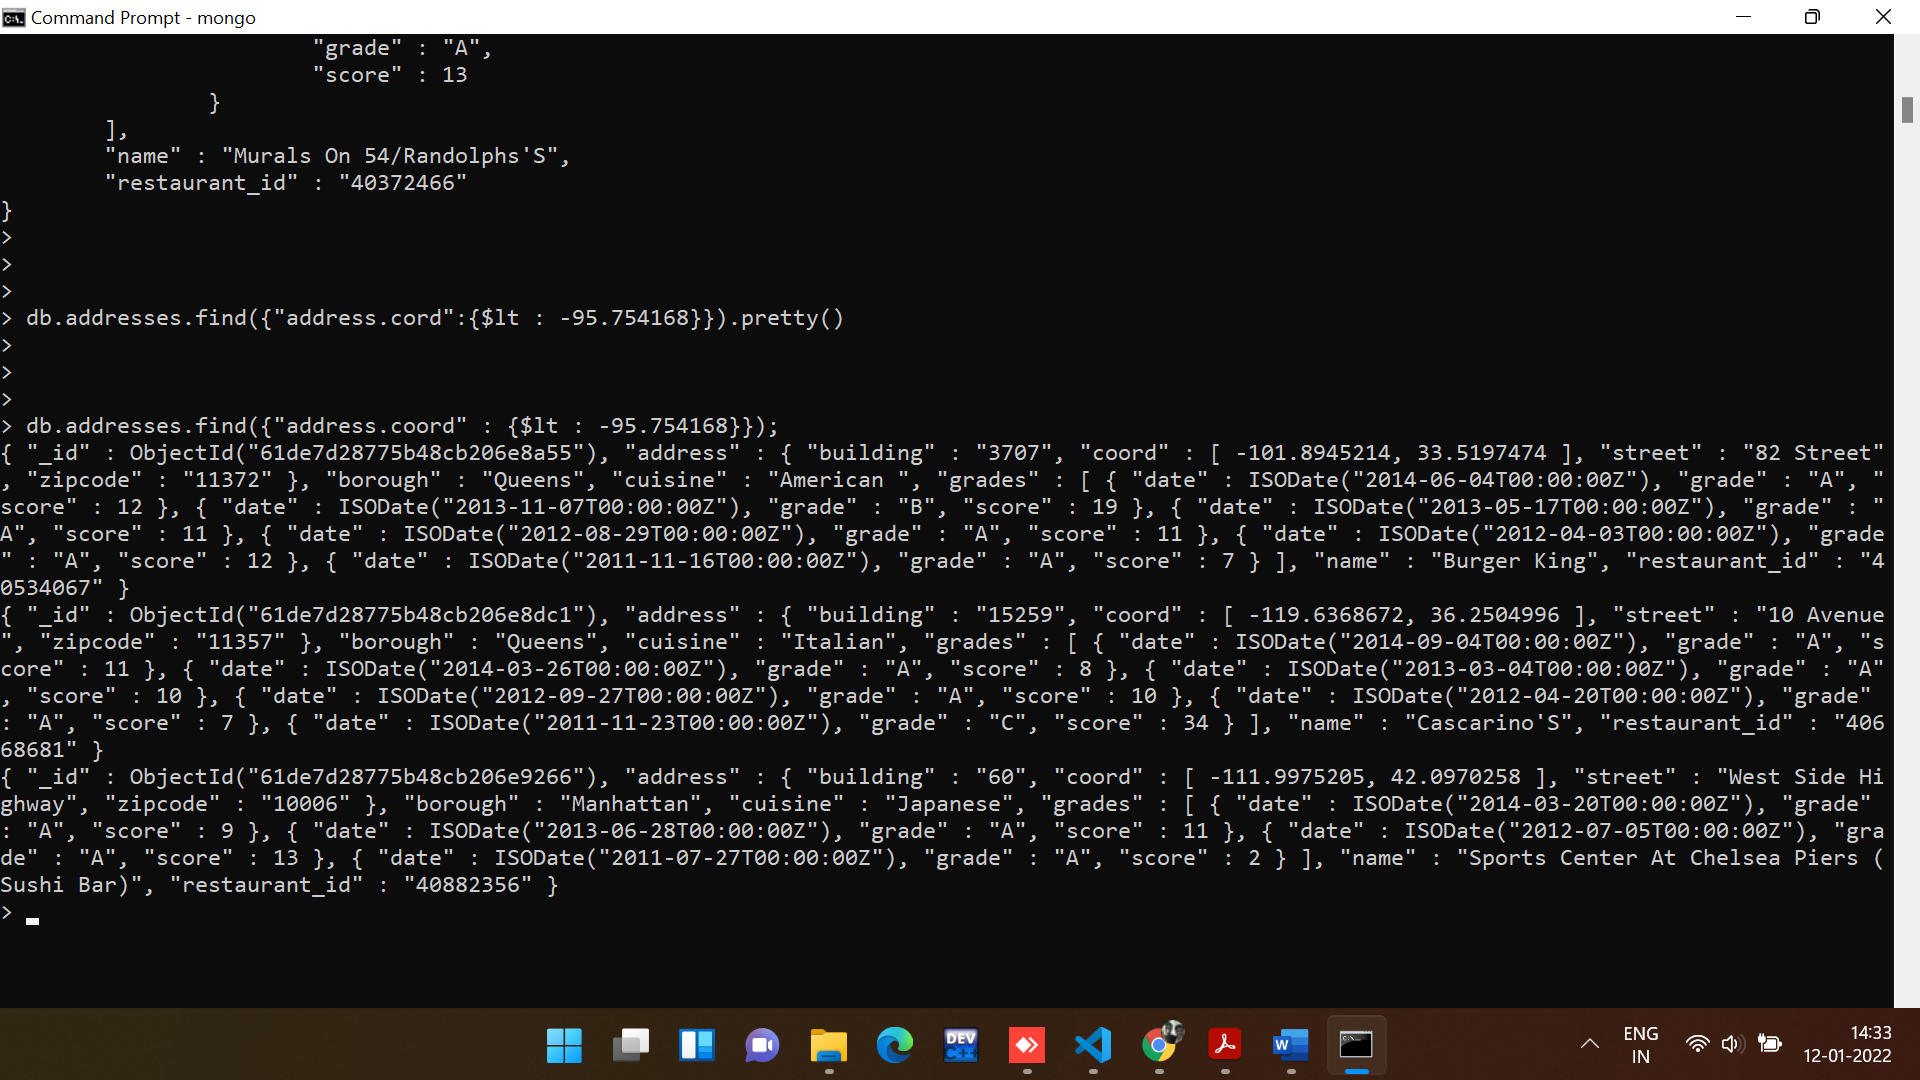 Command Prompt - mongo
"grade" : "A",
"score" : 13
}
],
"name" : "Murals On 54/Randolphs'S",
"restaurant_id" : "40372466"
}
>
>
>
> db.addresses.find({"address.cord":{$lt : -95.754168}}).pretty()
>
>
>
> db.addresses.find({"address.coord" : {$lt : -95.754168}});
{ "_id" : ObjectId("61de7d28775b48cb206e8a55"), "address" : { "building" : "3707", "coord" : [ -101.8945214, 33.5197474 ], "street" : "82 Street"
, "zipcode" : "11372" }, "borough" : "Queens", "cuisine" : "American ", "grades" : [ { "date" : ISODate("2014-06-04T00:00:00Z"), "grade" : "A", "
score" : 12 }, { "date" : ISODate("2013-11-07T00:00:00Z"), "grade" : "B", "score" : 19 }, { "date" : ISODate("2013-05-17T00:00:00Z"), "grade" : "
A", "score" : 11 }, { "date" : ISODate("2012-08-29T00:00:00Z"), "grade" : "A", "score" : 11 }, { "date" : ISODate("2012-04-03T00:00:00Z"), "grade
" : "A", "score" : 12 }, { "date" : ISODate("2011-11-16T00:00:00Z"), "grade" : "A", "score" : 7 } ], "name" : "Burger King", "restaurant_id" : "4
0534067" }
{ "_id" : ObjectId("61de7d28775b48cb206e8dc1"), "address" : { "building" : "15259", "coord" : [ -119.6368672, 36.2504996 ], "street" : "10 Avenue
", "zipcode" : "11357" }, "borough" : "Queens", "cuisine" : "Italian", "grades" : [ { "date" : ISODate("2014-09-04T00:00:00Z"), "grade" : "A", "s
core" : 11 }, { "date" : ISODate("2014-03-26T00:00:00Z"), "grade" : "A", "score" : 8 }, { "date" : ISODate("2013-03-04T00:00:00Z"), "grade" : "A"
, "score" : 10 }, { "date" : ISODate("2012-09-27T00:00:00Z"), "grade" : "A", "score" : 10 }, { "date" : ISODate("2012-04-20T00:00:00Z"), "grade"
: "A", "score" : 7 }, { "date" : ISODate("2011-11-23T00:00:00Z"), "grade" : "C", "score" : 34 } ], "name" : "Cascarino'S", "restaurant_id" : "406
68681" }
{ "_id" : ObjectId("61de7d28775b48cb206e9266"), "address" : { "building" : "60", "coord" : [ -111.9975205, 42.0970258 ], "street" : "West Side Hi
ghway", "zipcode" : "10006" }, "borough" : "Manhattan", "cuisine" : "Japanese", "grades" : [ { "date" : ISODate("2014-03-20T00:00:00Z"), "grade"
: "A", "score" : 9 }, { "date" : ISODate("2013-06-28T00:00:00Z"), "grade" : "A", "score" : 11 }, { "date" : ISODate("2012-07-05T00:00:00Z"), "gra
de" : "A", "score" : 13 }, { "date" : ISODate("2011-07-27T00:00:00Z"), "grade" : "A", "score" : 2 } ], "name" : "Sports Center At Chelsea Piers (
Sushi Bar)", "restaurant_id" : "40882356" }
>
DEV
C++
W
ENG
IN
14:33
12-01-2022